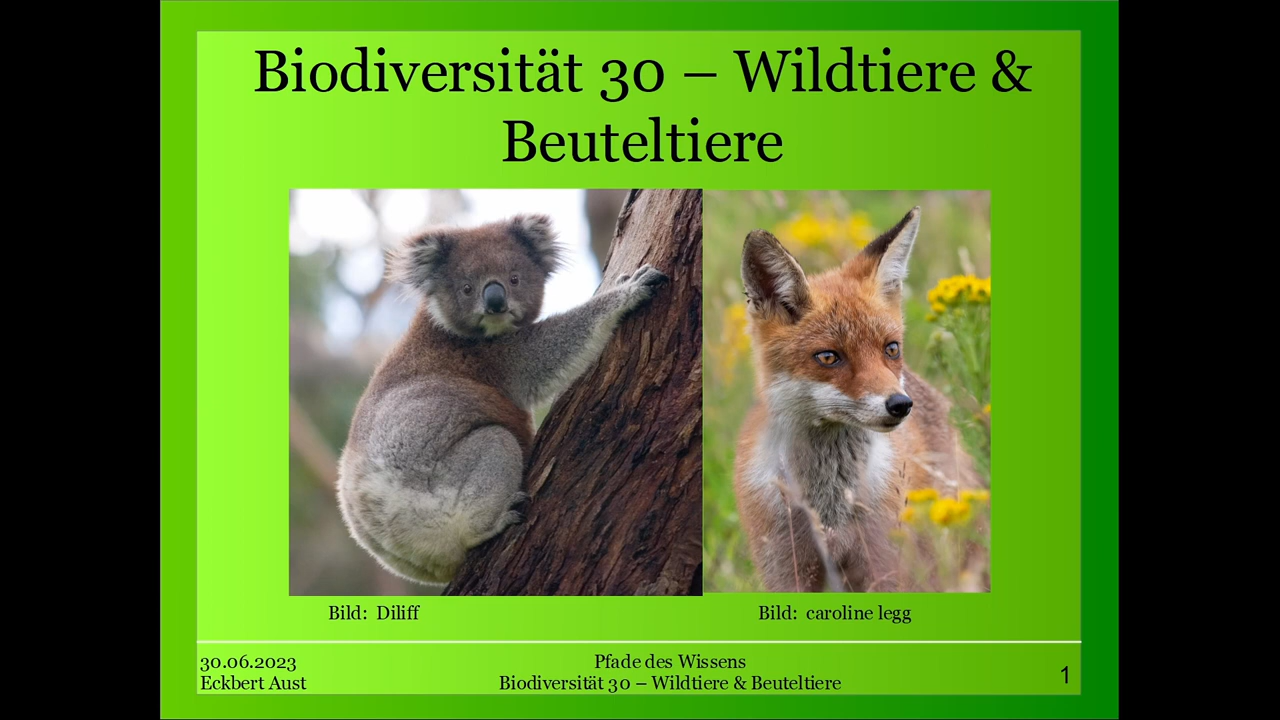 Biodiversität 30 – Wildtiere &
Beuteltiere
Bild: Diliff
Bild: caroline legg
30.06.2023
Eckbert Aust
Pfade des Wissens
Biodiversität 30 – Wildtiere & Beuteltiere
1